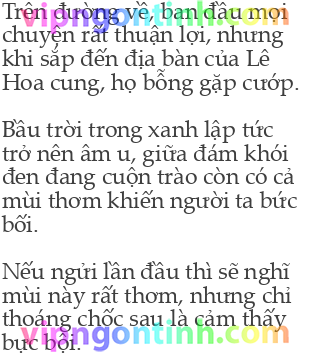 Trên đường về, ban đầu mọi
chuyện rất thuận lợi, nhưng
khi sắp đến địa bàn của Lê
Hoa cung, họ bỗng gặp cướp.
Bầu trời trong xanh lập tức
trở nên âm u, giữa đám khói
đen đang cuộn trào còn có cả
mùi thơm khiến người ta bức
bối.
Nếu ngửi lần đầu thì sẽ nghĩ
mùi này rất thơm, nhưng chỉ
thoáng chốc sau là cảm thấy
bực bội.
vipngontinh.com
vipngontinh.com